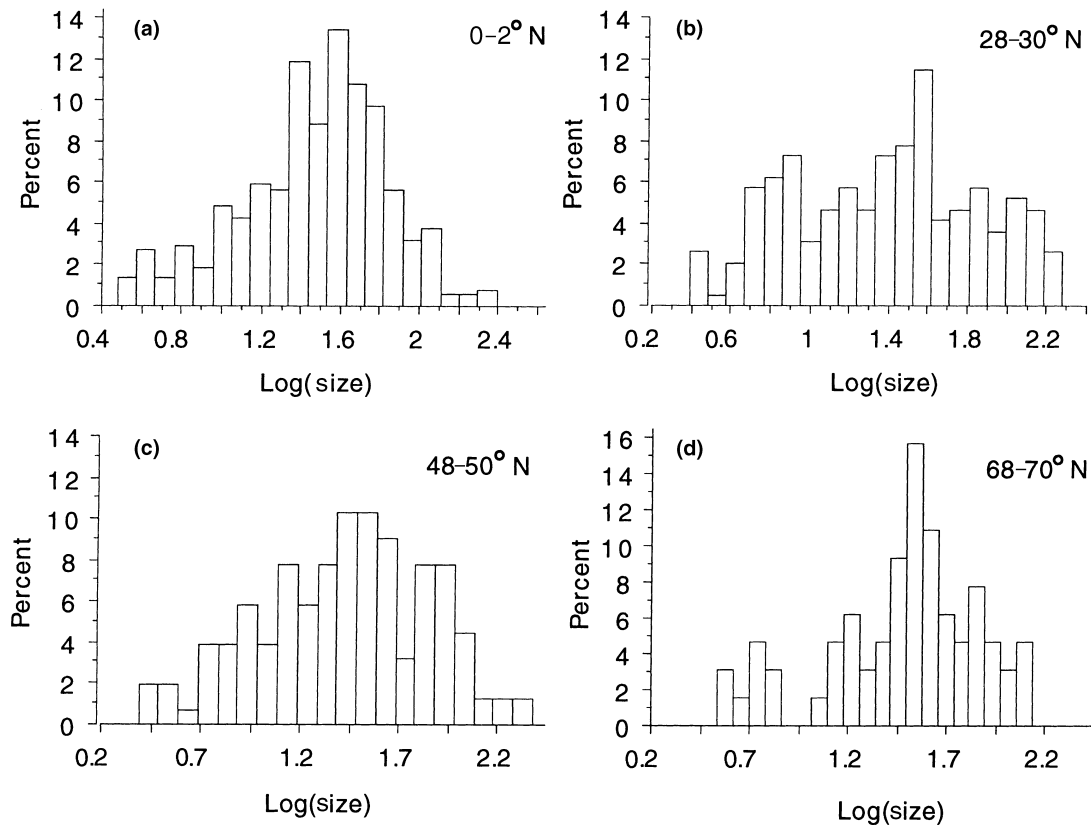 (a)
0–2° N
Percent
14
12
10
8
6
4
2
0
0.4 0.8 1.2 1.6 2 2.4
Log(size)
(b)
28–30° N
Percent
14
12
10
8
6
4
2
0
0.2 0.6 1 1.4 1.8 2.2
Log(size)
(c)
48–50° N
Percent
14
12
10
8
6
4
2
0
0.2 0.7 1.2 1.7 2.2
Log(size)
(d)
68–70° N
Percent
16
14
12
10
8
6
4
2
0
0.2 0.7 1.2 1.7 2.2
Log(size)